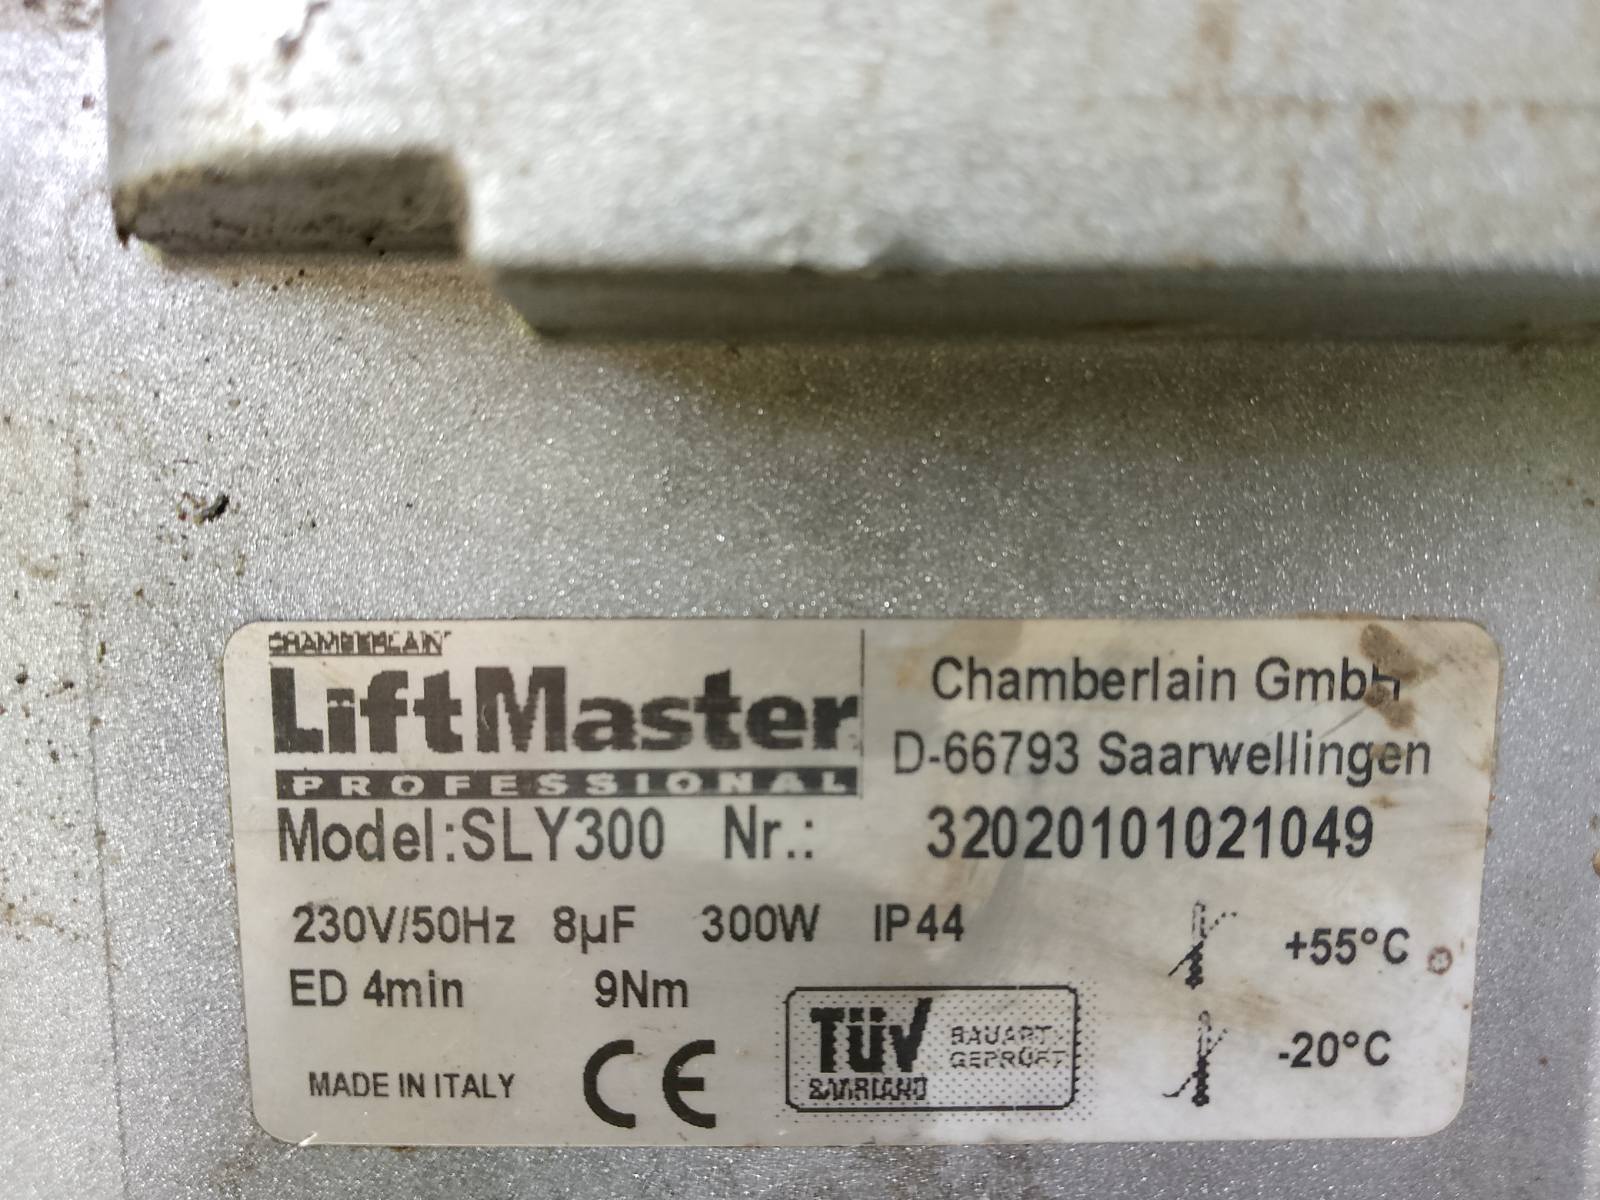 CHAMBERLAIN
LiftMaster
PROFESSIONAL
Chamberlain GmbH
D-66793 Saarwellingen
Model:SLY300 Nr.: 32020101021049
230V/50Hz 8µF 300W IP44
+55°C
ED 4min 9Nm
TÜV
SAARLAND
BAUART
GEPRÜFT
-20°C
MADE IN ITALY
CE